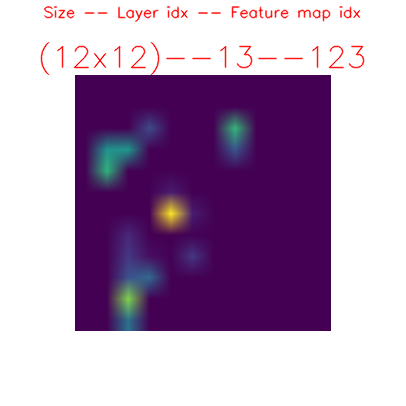 Size -- Layer idx -- Feature map idx
(12x12)--13--123